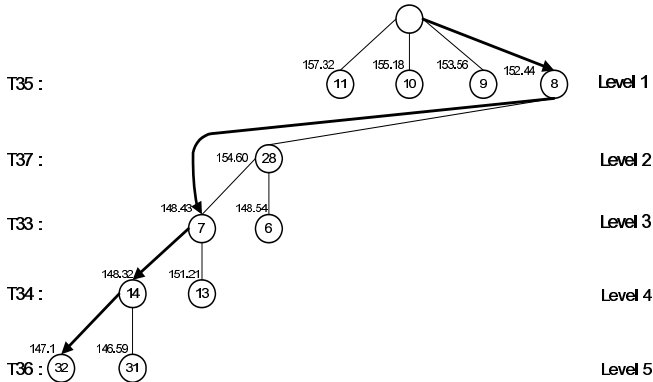 157.32 155.18 153.56 152.44
T35 : 11 10 9 8 Level 1
T37 : 154.60 28 Level 2
148.43 148.54
T33 : 7 6 Level 3
148.32 151.21
T34 : 14 13 Level 4
147.1 146.59
T36 : 32 31 Level 5